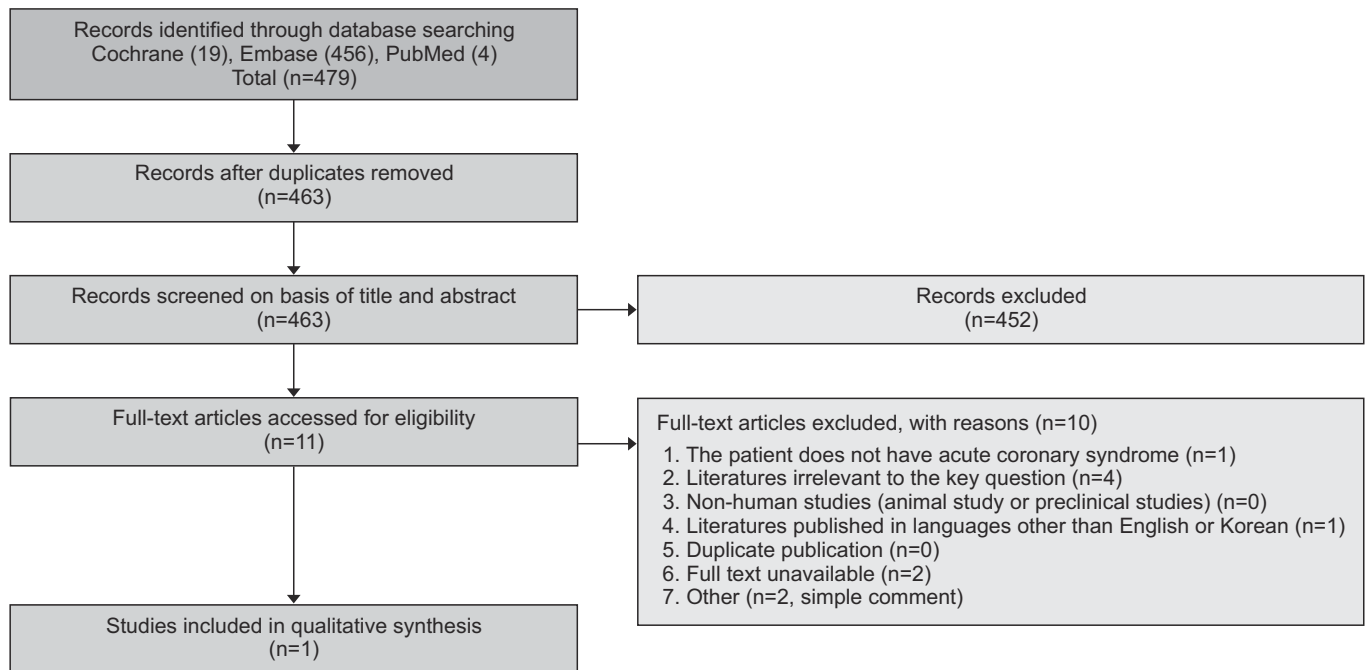 Records identified through database searching
Cochrane (19), Embase (456), PubMed (4)
Total (n=479)
Records after duplicates removed
(n=463)
Records screened on basis of title and abstract
(n=463)
Records excluded
(n=452)
Full-text articles accessed for eligibility
(n=11)
Full-text articles excluded, with reasons (n=10)
1. The patient does not have acute coronary syndrome (n=1)
2. Literatures irrelevant to the key question (n=4)
3. Non-human studies (animal study or preclinical studies) (n=0)
4. Literatures published in languages other than English or Korean (n=1)
5. Duplicate publication (n=0)
6. Full text unavailable (n=2)
7. Other (n=2, simple comment)
Studies included in qualitative synthesis
(n=1)